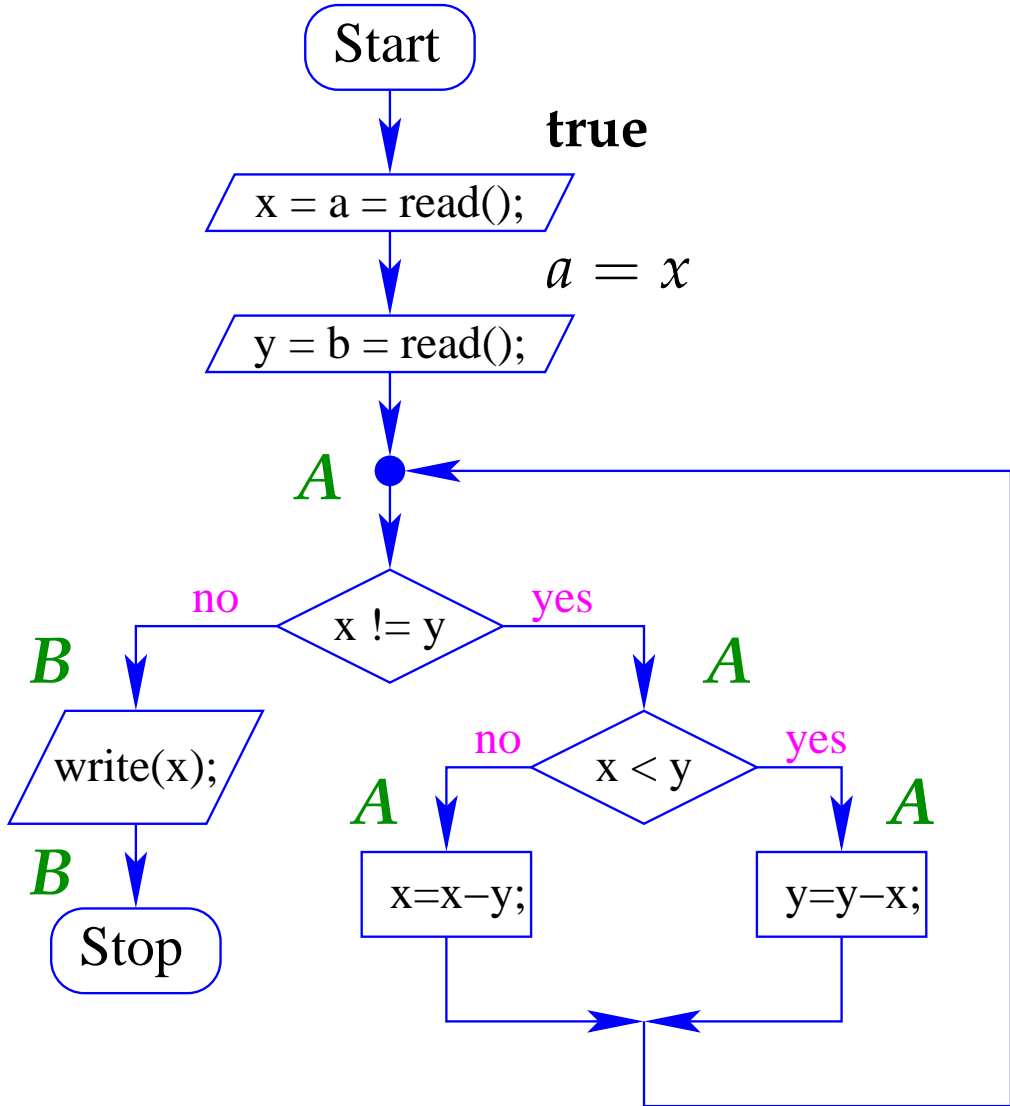 Start
true
x = a = read();
a = x
y = b = read();
A
no
x != y
yes
B
A
write(x);
no
x < y
yes
A
A
B
x=x−y;
y=y−x;
Stop